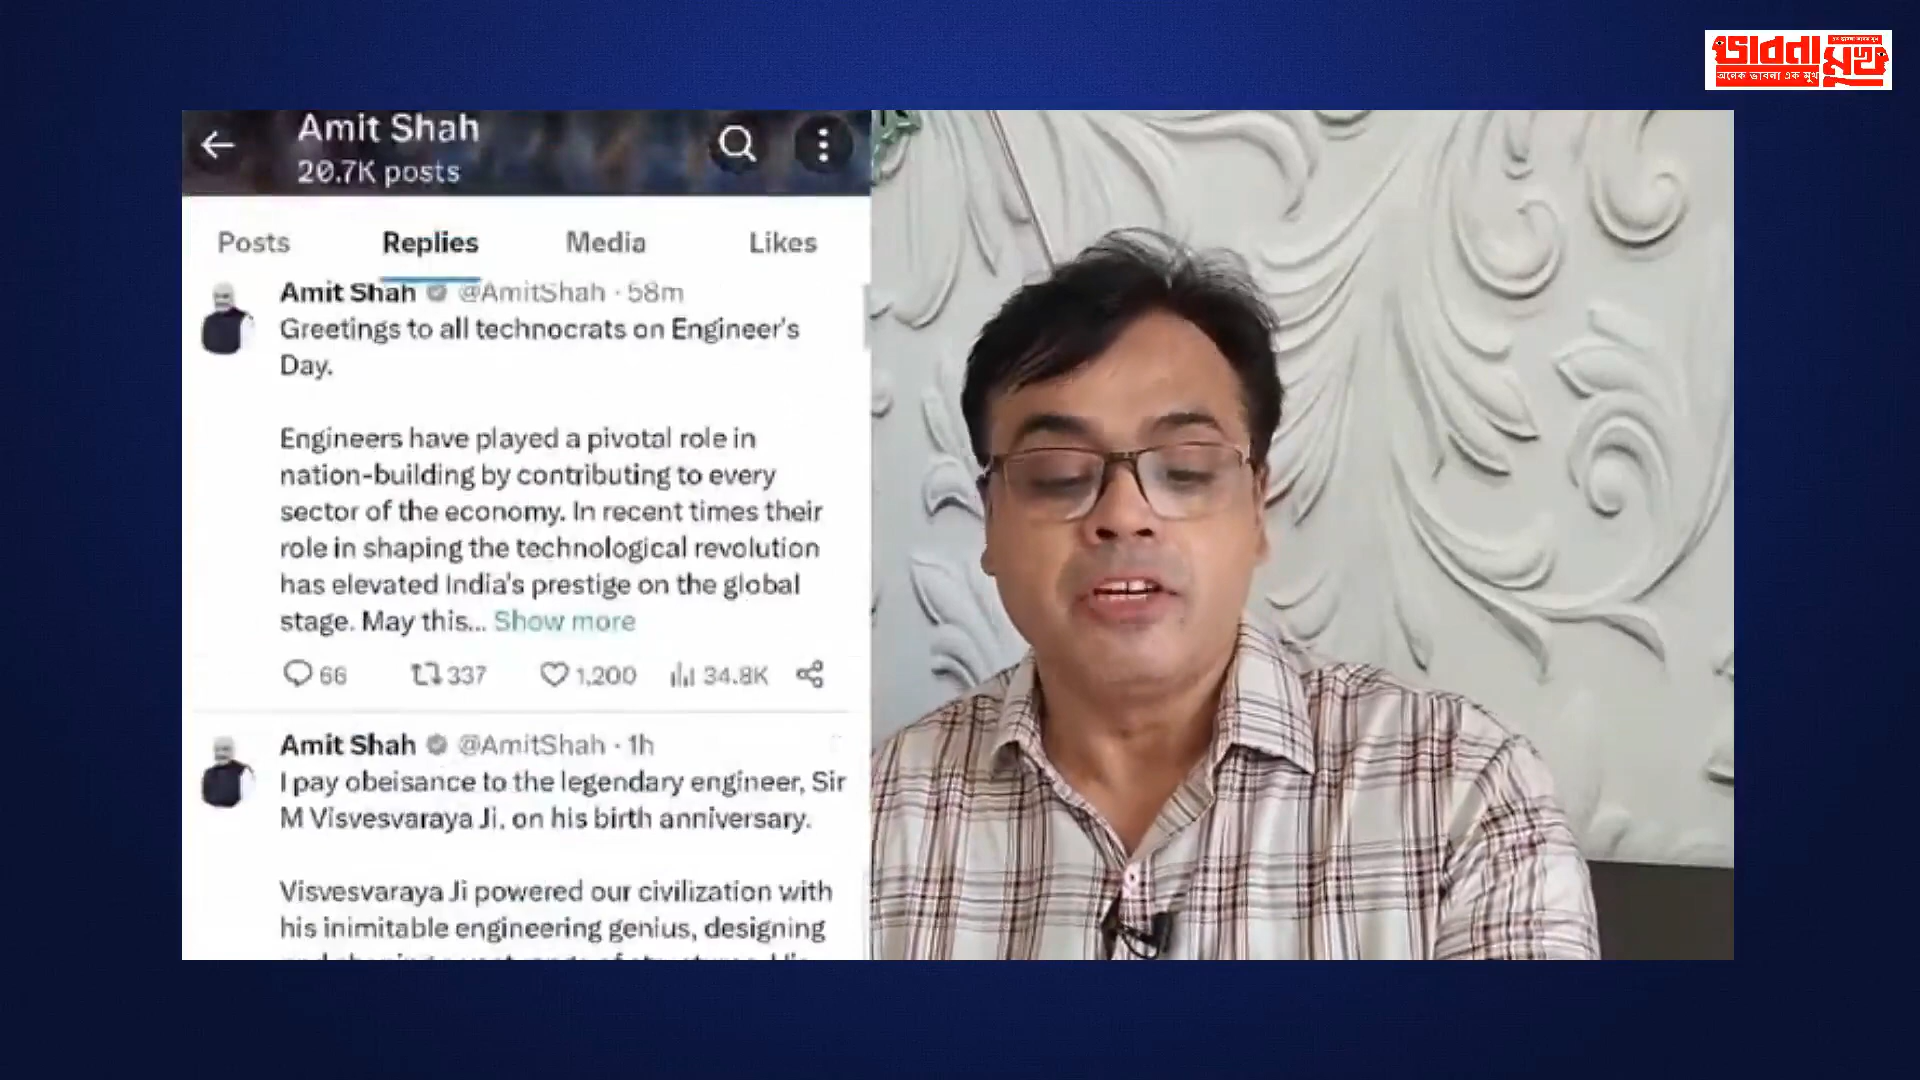 ভাবনা মুখ
অনেক ভাবনা এক মুখ
Amit Shah
20.7K posts
Posts Replies Media Likes
Amit Shah @AmitShah · 58m
Greetings to all technocrats on Engineer's
Day.
Engineers have played a pivotal role in
nation-building by contributing to every
sector of the economy. In recent times their
role in shaping the technological revolution
has elevated India's prestige on the global
stage. May this... Show more
66 337 1,200 34.8K
Amit Shah @AmitShah · 1h
I pay obeisance to the legendary engineer, Sir
M Visvesvaraya Ji, on his birth anniversary.
Visvesvaraya Ji powered our civilization with
his inimitable engineering genius, designing